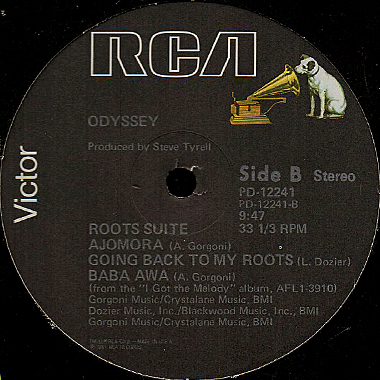 RCA
ODYSSEY
Produced by Steve Tyrell
Victor
Side B Stereo
PD-12241
PD-12241-B
9:47
33 1/3 RPM
ROOTS SUITE
AJOMORA (A. Gorgoni)
GOING BACK TO MY ROOTS (L. Dozier)
BABA AWA (A. Gorgoni)
(from the "I Got the Melody" album, AFL1-3910)
Gorgoni Music/Crystalane Music, BMI
Dozier Music, Inc./Blackwood Music, Inc., BMI
Gorgoni Music/Crystalane Music, BMI